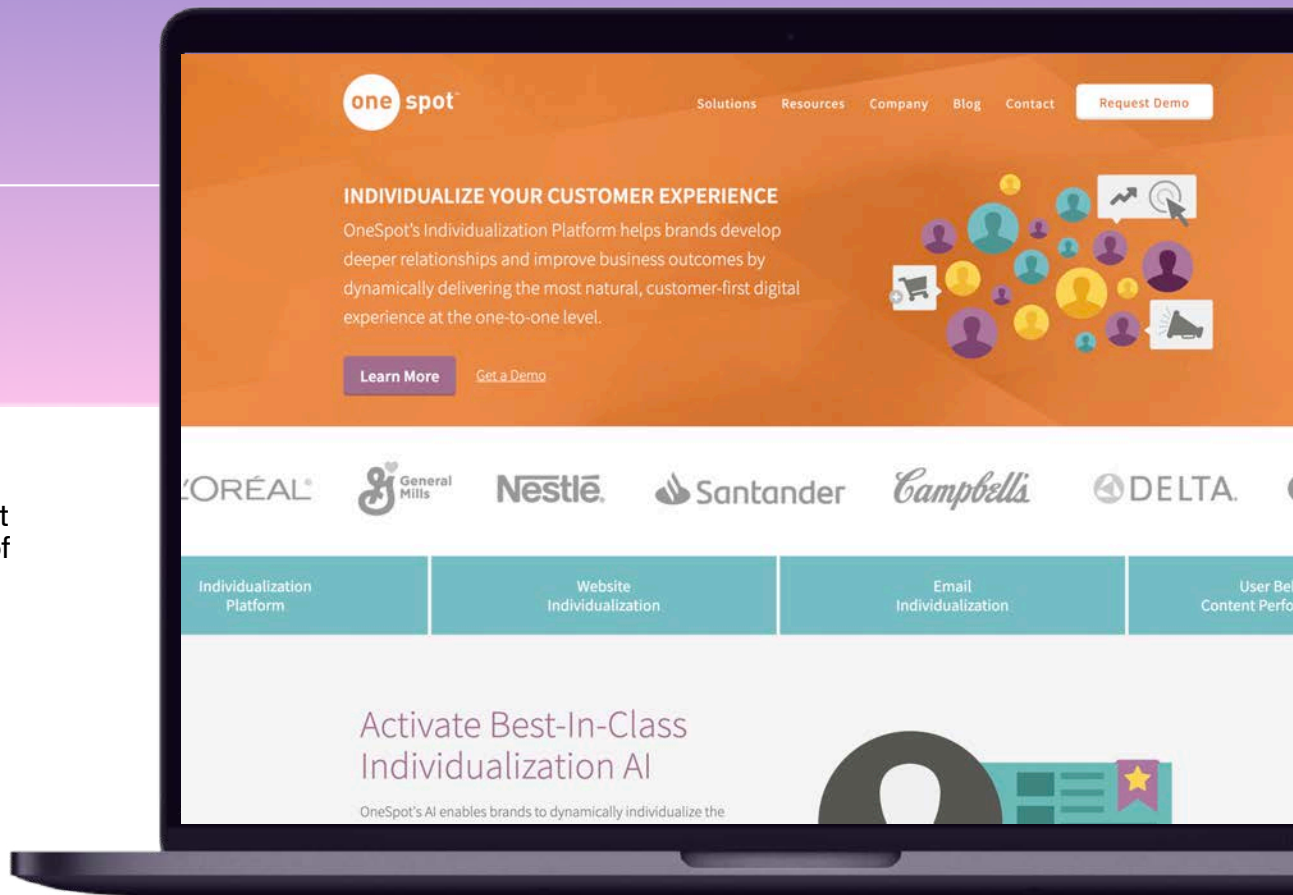 one spot
Solutions Resources Company Blog Contact Request Demo
INDIVIDUALIZE YOUR CUSTOMER EXPERIENCE
OneSpot's Individualization Platform helps brands develop
deeper relationships and improve business outcomes by
dynamically delivering the most natural, customer-first digital
experience at the one-to-one level.
Learn More Get a Demo
L'ORÉAL General Mills Nestlé Santander Campbell's DELTA
Individualization
Platform
Website
Individualization
Email
Individualization
User
Content
Activate Best-In-Class
Individualization AI
OneSpot's AI enables brands to dynamically individualize the